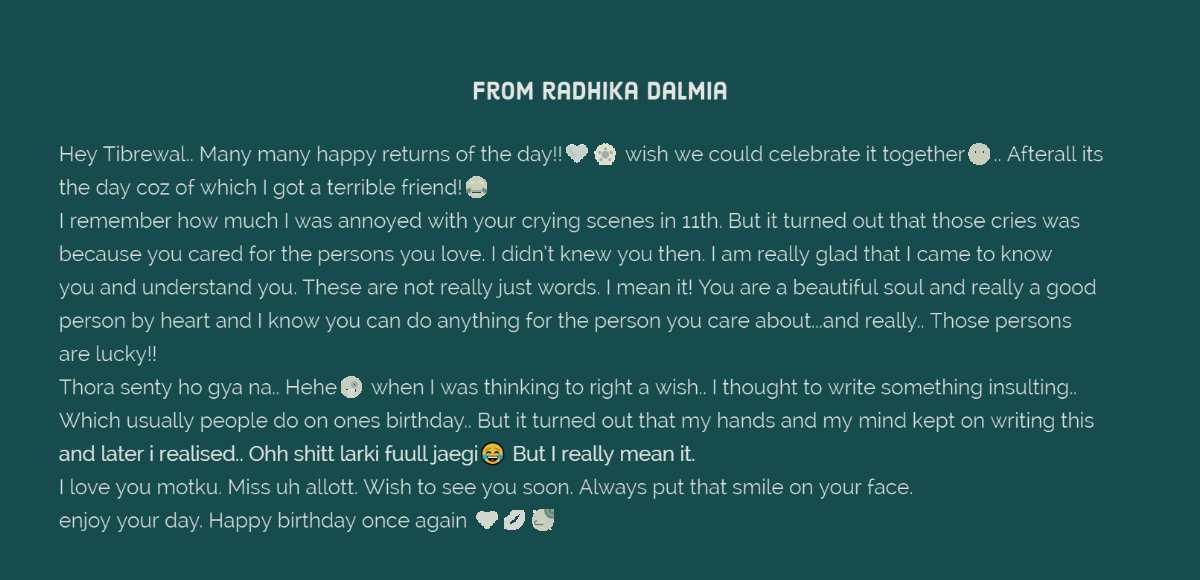 FROM RADHIKA DALMIA
Hey Tibrewal.. Many many happy returns of the day!! wish we could celebrate it together.. Afterall its
the day coz of which I got a terrible friend!
I remember how much I was annoyed with your crying scenes in 11th. But it turned out that those cries was
because you cared for the persons you love. I didn't knew you then. I am really glad that I came to know
you and understand you. These are not really just words. I mean it! You are a beautiful soul and really a good
person by heart and I know you can do anything for the person you care about...and really.. Those persons
are lucky!!
Thora senty ho gya na.. Hehe when I was thinking to right a wish.. I thought to write something insulting..
Which usually people do on ones birthday.. But it turned out that my hands and my mind kept on writing this
and later i realised.. Ohh shitt larki fuull jaegi😂 But I really mean it.
I love you motku. Miss uh allott. Wish to see you soon. Always put that smile on your face.
enjoy your day. Happy birthday once again